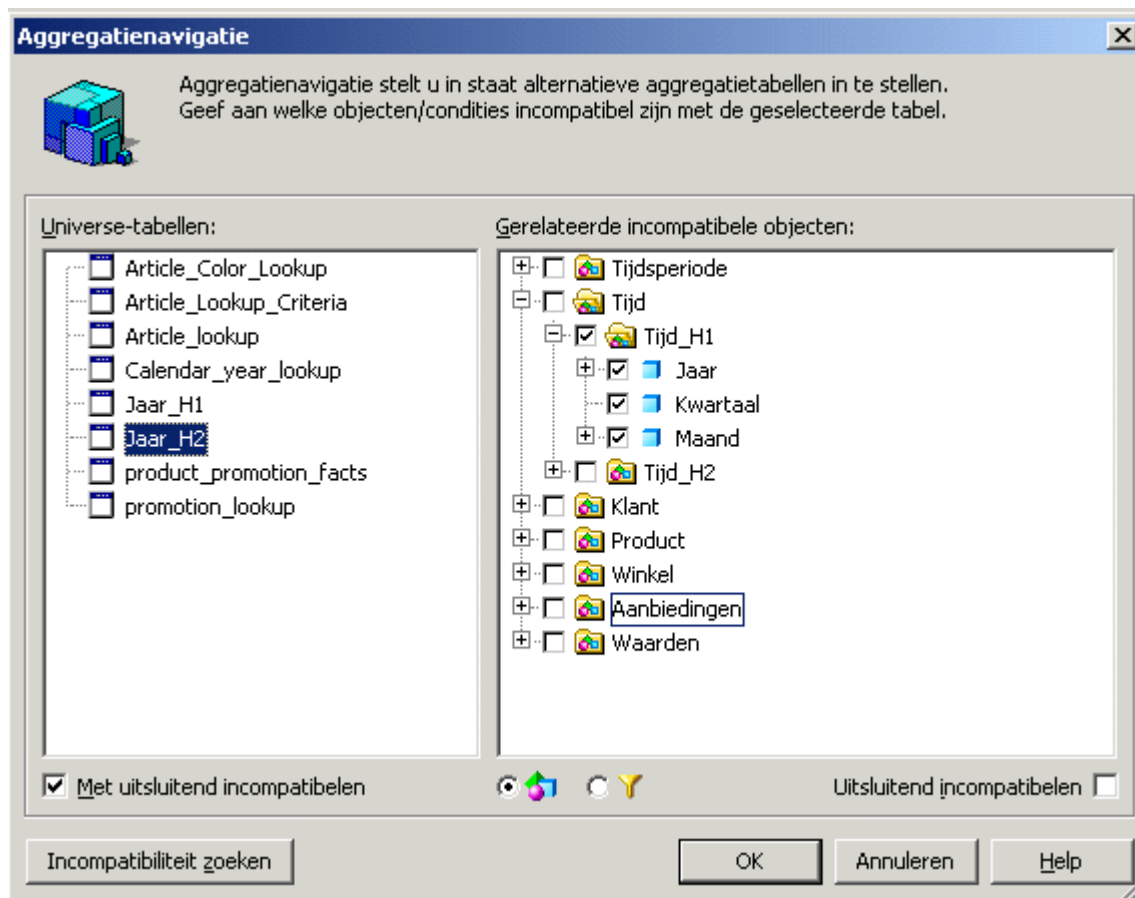 Aggregatienavigatie
Aggregatienavigatie stelt u in staat alternatieve aggregatietabellen in te stellen.
Geef aan welke objecten/condities incompatibel zijn met de geselecteerde tabel.
Universe-tabellen:
Article_Color_Lookup
Article_Lookup_Criteria
Article_lookup
Calendar_year_lookup
Jaar_H1
Jaar_H2
product_promotion_facts
promotion_lookup
Met uitsluitend incompatibelen
Gerelateerde incompatibele objecten:
Tijdsperiode
Tijd
Tijd_H1
Jaar
Kwartaal
Maand
Tijd_H2
Klant
Product
Winkel
Aanbiedingen
Waarden
Uitsluitend incompatibelen
Incompatibiliteit zoeken
OK
Annuleren
Help